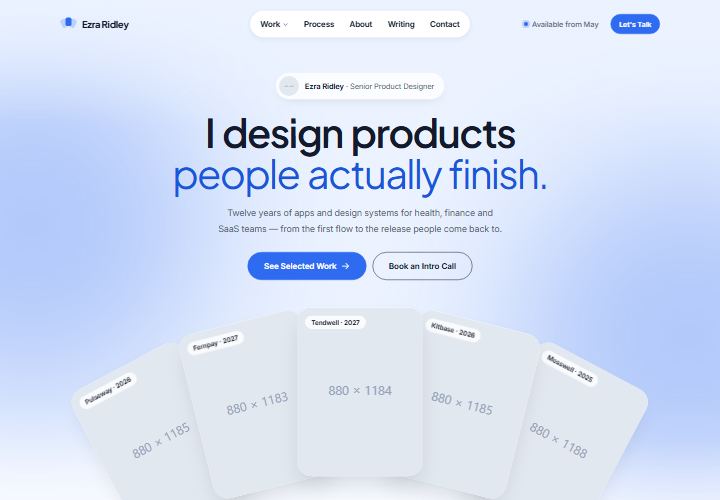 Ezra Ridley
Work
Process
About
Writing
Contact
Available from May
Let's Talk
Ezra Ridley · Senior Product Designer
I design products
people actually finish.
Twelve years of apps and design systems for health, finance and
SaaS teams — from the first flow to the release people come back to.
See Selected Work →
Book an Intro Call
Pulseway · 2026
880 × 1185
Fernpay · 2027
880 × 1183
Tendwell · 2027
880 × 1184
Kitbase · 2026
880 × 1185
Mosswell · 2025
880 × 1188